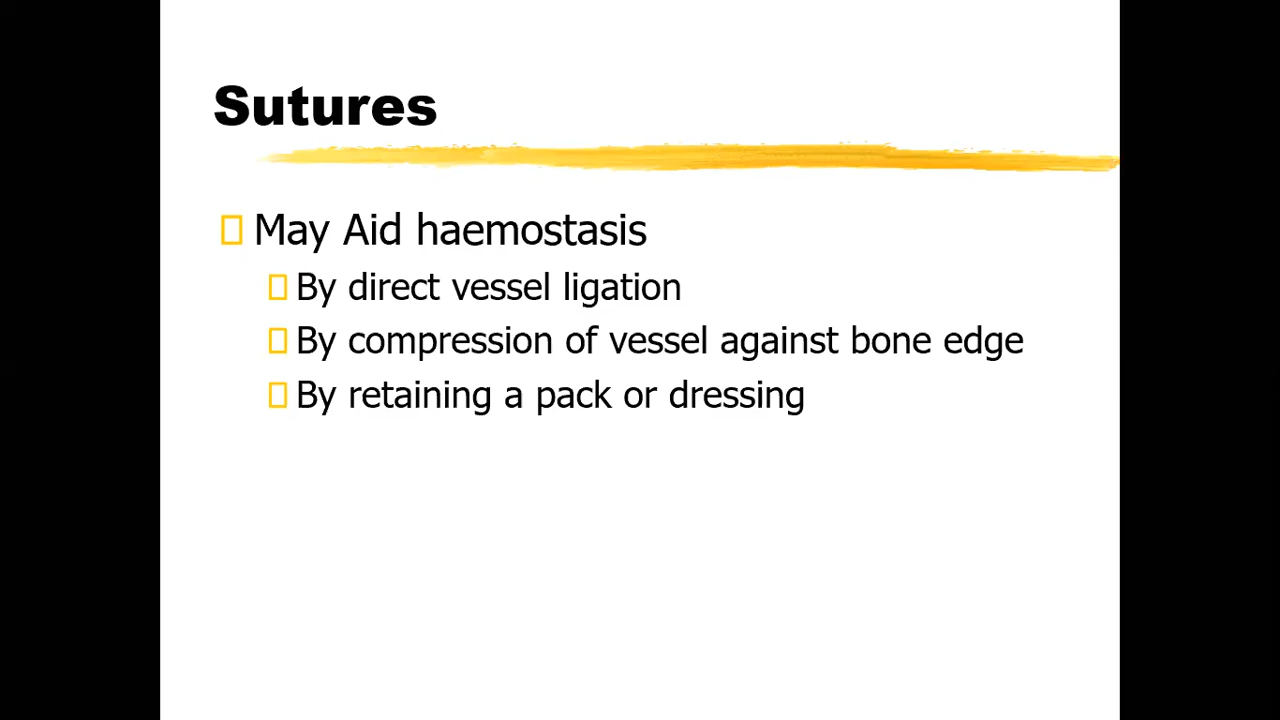 Sutures
May Aid haemostasis
By direct vessel ligation
By compression of vessel against bone edge
By retaining a pack or dressing